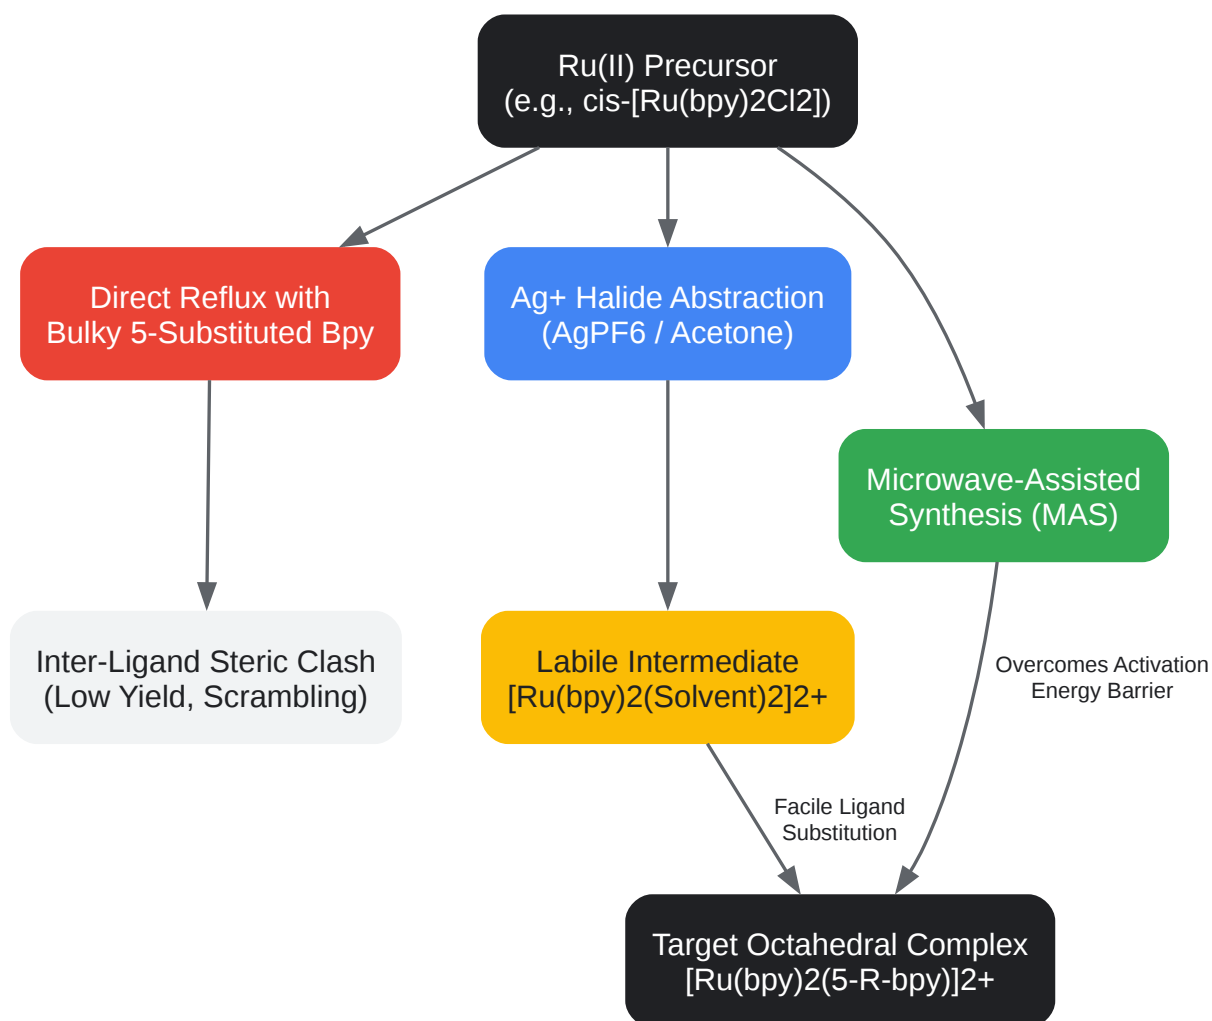 Ru(II) Precursor
(e.g., cis-[Ru(bpy)2Cl2])
Direct Reflux with
Bulky 5-Substituted Bpy
Ag+ Halide Abstraction
(AgPF6 / Acetone)
Microwave-Assisted
Synthesis (MAS)
Inter-Ligand Steric Clash
(Low Yield, Scrambling)
Labile Intermediate
[Ru(bpy)2(Solvent)2]2+
Overcomes Activation
Energy Barrier
Facile Ligand
Substitution
Target Octahedral Complex
[Ru(bpy)2(5-R-bpy)]2+